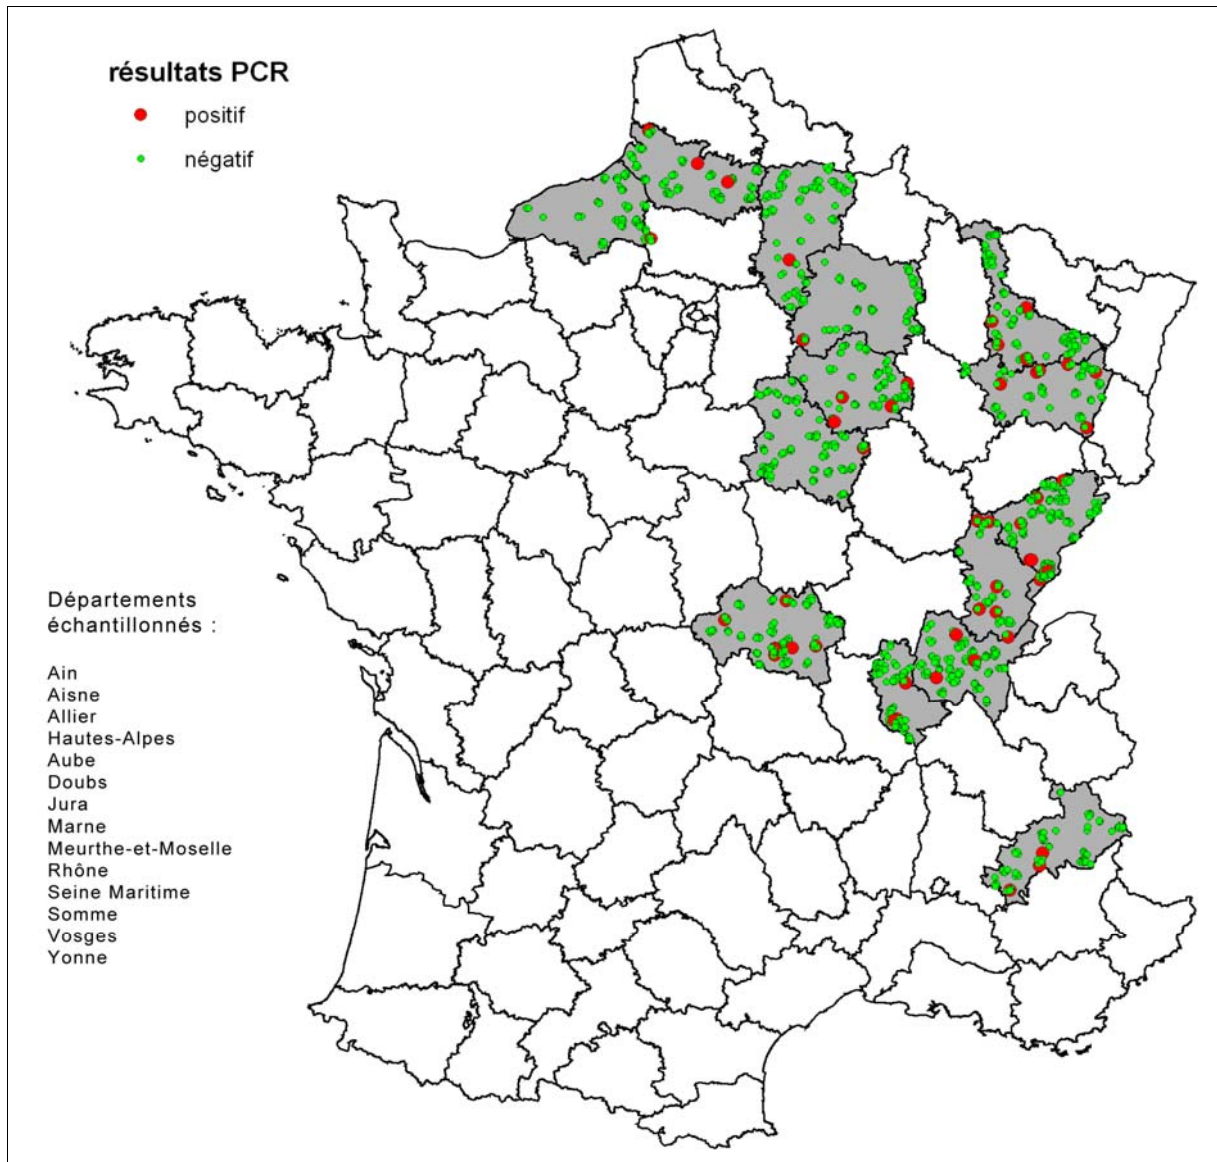 résultats PCR
positif
négatif
Départements
échantillonnés :
Ain
Aisne
Allier
Hautes-Alpes
Aube
Doubs
Jura
Marne
Meurthe-et-Moselle
Rhône
Seine Maritime
Somme
Vosges
Yonne